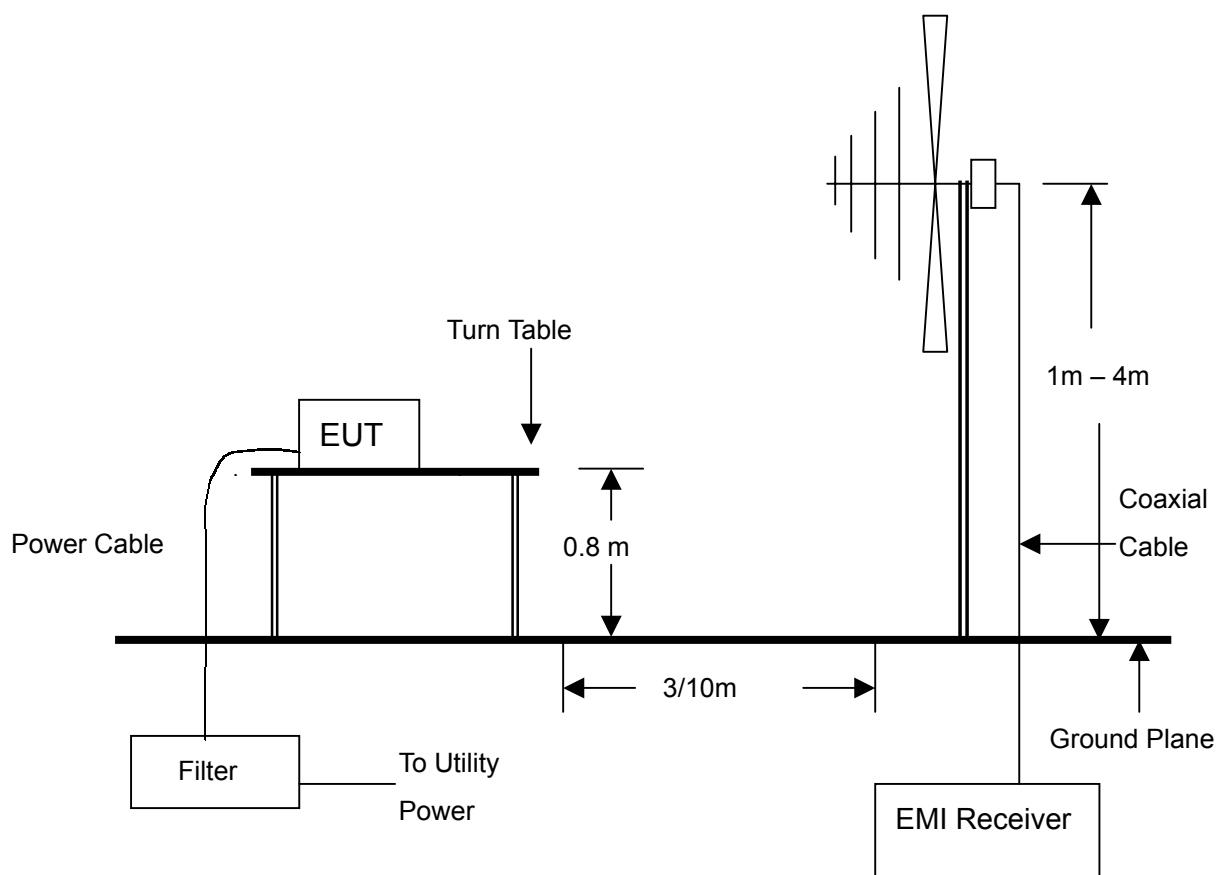 Turn Table
1m – 4m
EUT
Coaxial
Cable
Power Cable
0.8 m
3/10m
Ground Plane
Filter
To Utility
Power
EMI Receiver